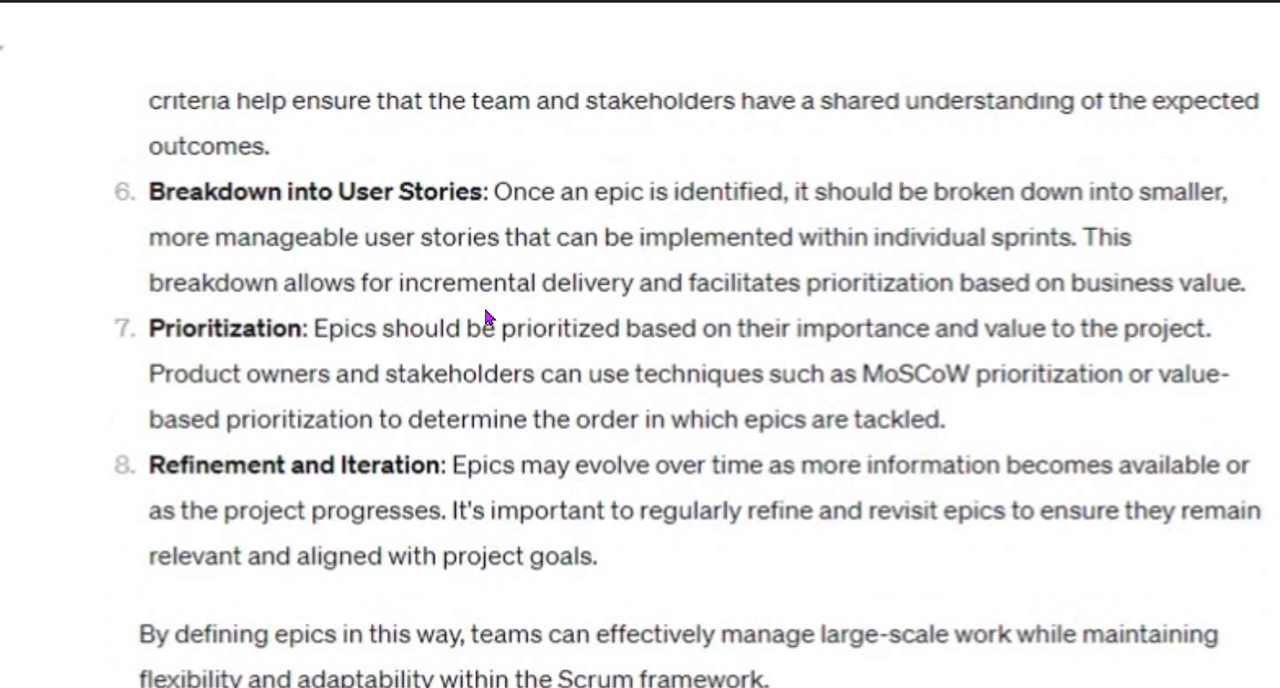 criteria help ensure that the team and stakeholders have a shared understanding of the expected
outcomes.
6. Breakdown into User Stories: Once an epic is identified, it should be broken down into smaller,
more manageable user stories that can be implemented within individual sprints. This
breakdown allows for incremental delivery and facilitates prioritization based on business value.
7. Prioritization: Epics should be prioritized based on their importance and value to the project.
Product owners and stakeholders can use techniques such as MoSCoW prioritization or value-
based prioritization to determine the order in which epics are tackled.
8. Refinement and Iteration: Epics may evolve over time as more information becomes available or
as the project progresses. It's important to regularly refine and revisit epics to ensure they remain
relevant and aligned with project goals.
By defining epics in this way, teams can effectively manage large-scale work while maintaining
flexibility and adaptability within the Scrum framework.